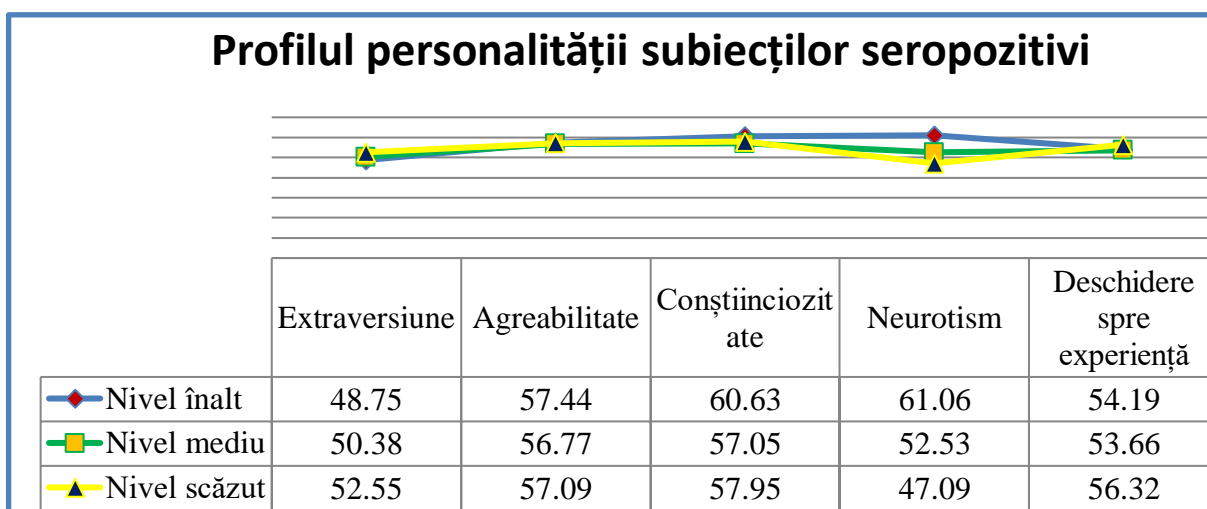 Profilul personalității subiecților seropozitivi
Extraversiune Agreabilitate Conștiinciozit
ate Neurotism Deschidere
spre
experiență
Nivel înalt 48.75 57.44 60.63 61.06 54.19
Nivel mediu 50.38 56.77 57.05 52.53 53.66
Nivel scăzut 52.55 57.09 57.95 47.09 56.32